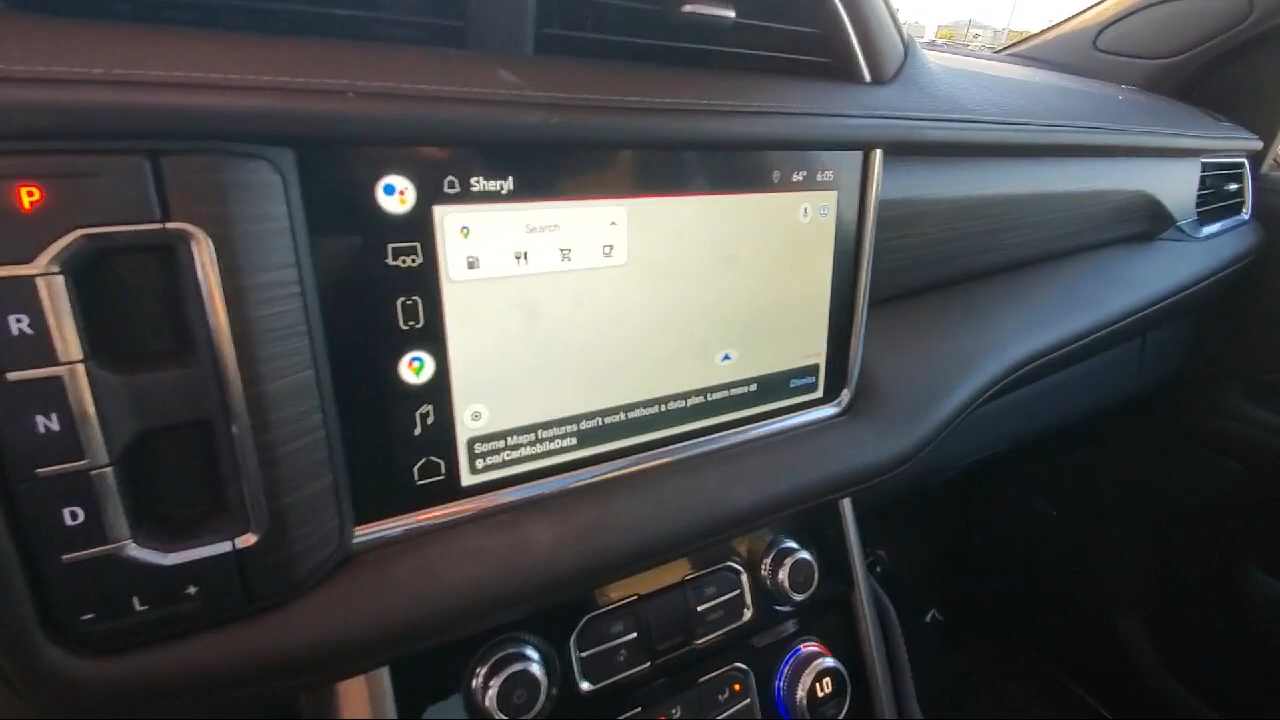 P
R
N
D
- L +
Sheryl
64° 6:05
Search
Some Maps features don't work without a data plan. Learn more at
g.co/CarMobileData
Dismiss
LO